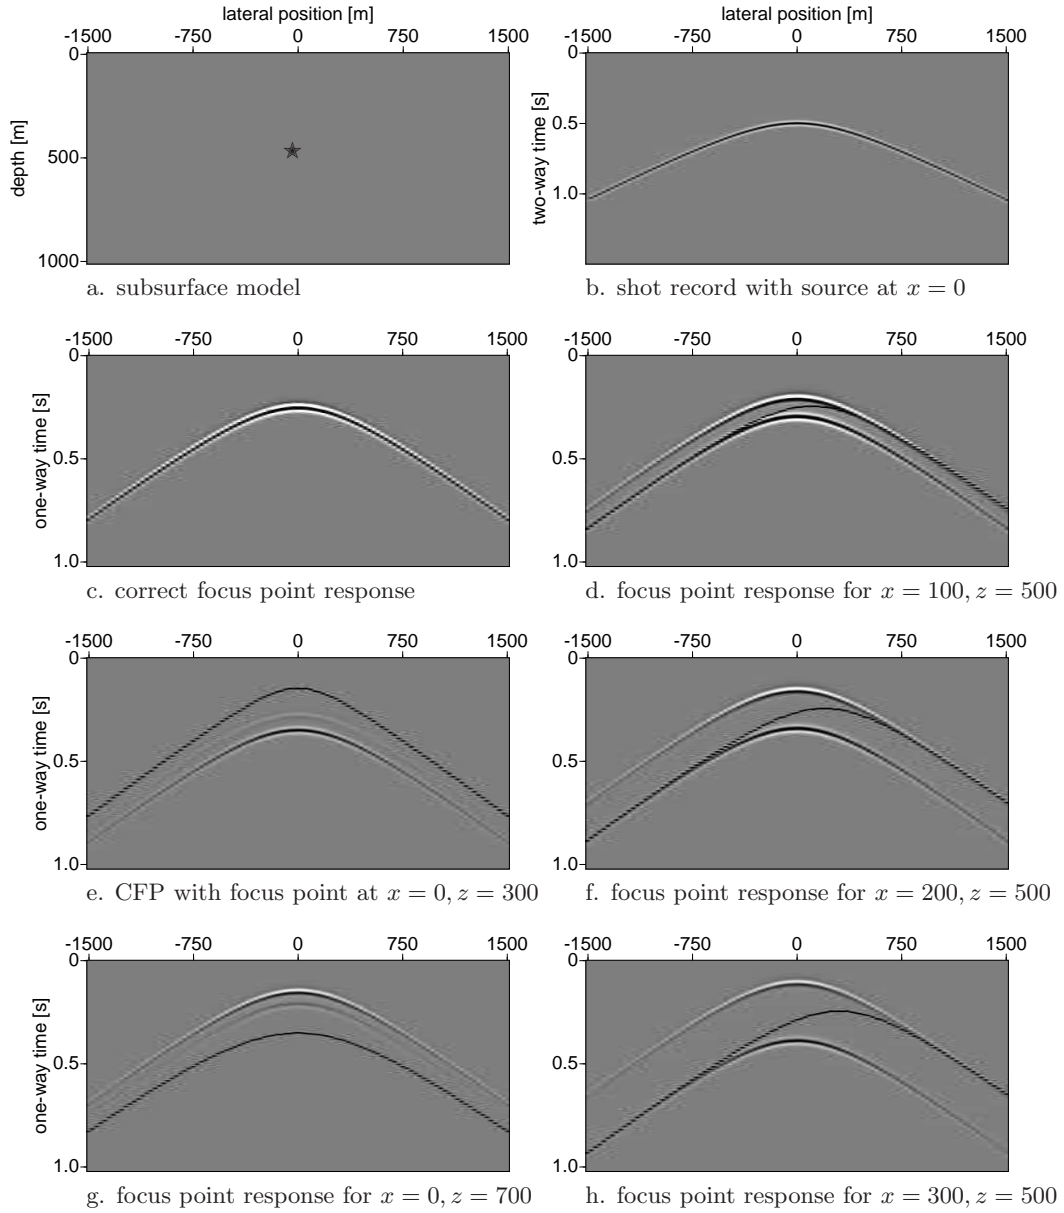 lateral position [m]
-1500 -750 0 750 1500
0
500
1000
depth [m]
a. subsurface model
lateral position [m]
-1500 -750 0 750 1500
0
0.5
1.0
two-way time [s]
b. shot record with source at x = 0
-1500 -750 0 750 1500
0
0.5
1.0
one-way time [s]
c. correct focus point response
-1500 -750 0 750 1500
0
0.5
1.0
d. focus point response for x = 100, z = 500
-1500 -750 0 750 1500
0
0.5
1.0
one-way time [s]
e. CFP with focus point at x = 0, z = 300
-1500 -750 0 750 1500
0
0.5
1.0
f. focus point response for x = 200, z = 500
-1500 -750 0 750 1500
0
0.5
1.0
one-way time [s]
g. focus point response for x = 0, z = 700
-1500 -750 0 750 1500
0
0.5
1.0
h. focus point response for x = 300, z = 500